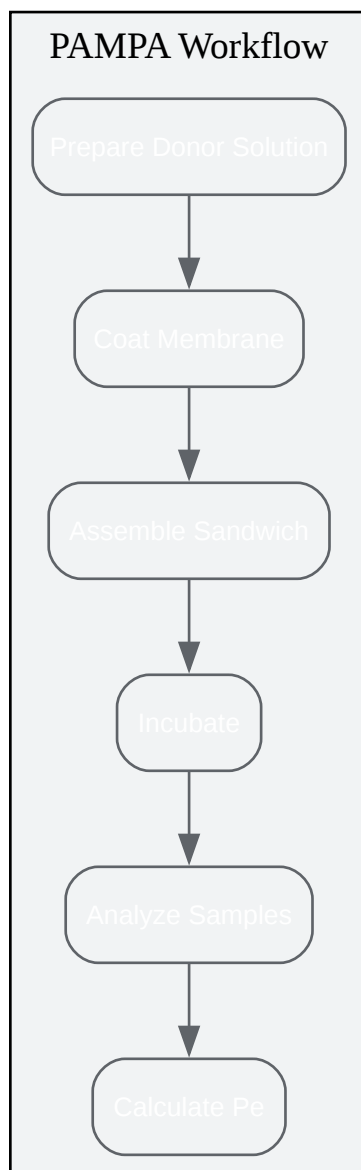 PAMPA Workflow
Prepare Donor Solution
Coat Membrane
Assemble Sandwich
Incubate
Analyze Samples
Calculate Pe